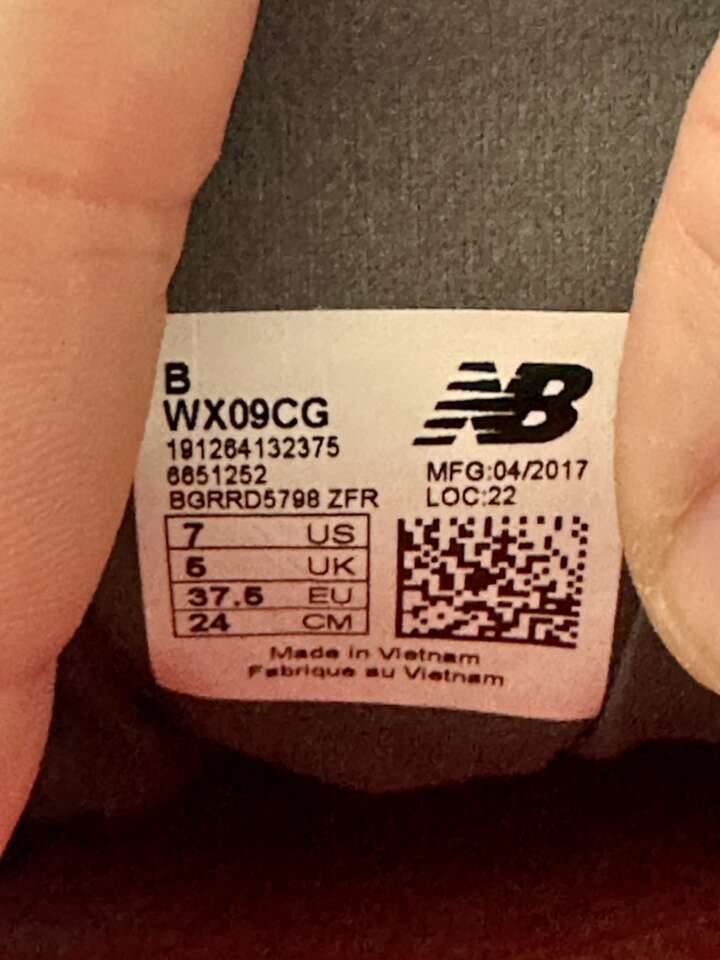 B
WX09CG
NB
191264132375
6651252
MFG:04/2017
BGRRD5798 ZFR
LOC:22
7 US
5 UK
37.5 EU
24 CM
Made in Vietnam
Fabrique au Vietnam